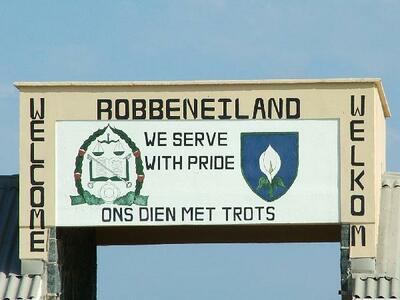 ROBBENEILAND
WELCOME
WE SERVE
WITH PRIDE
ONS DIEN MET TROTS
WELKOM